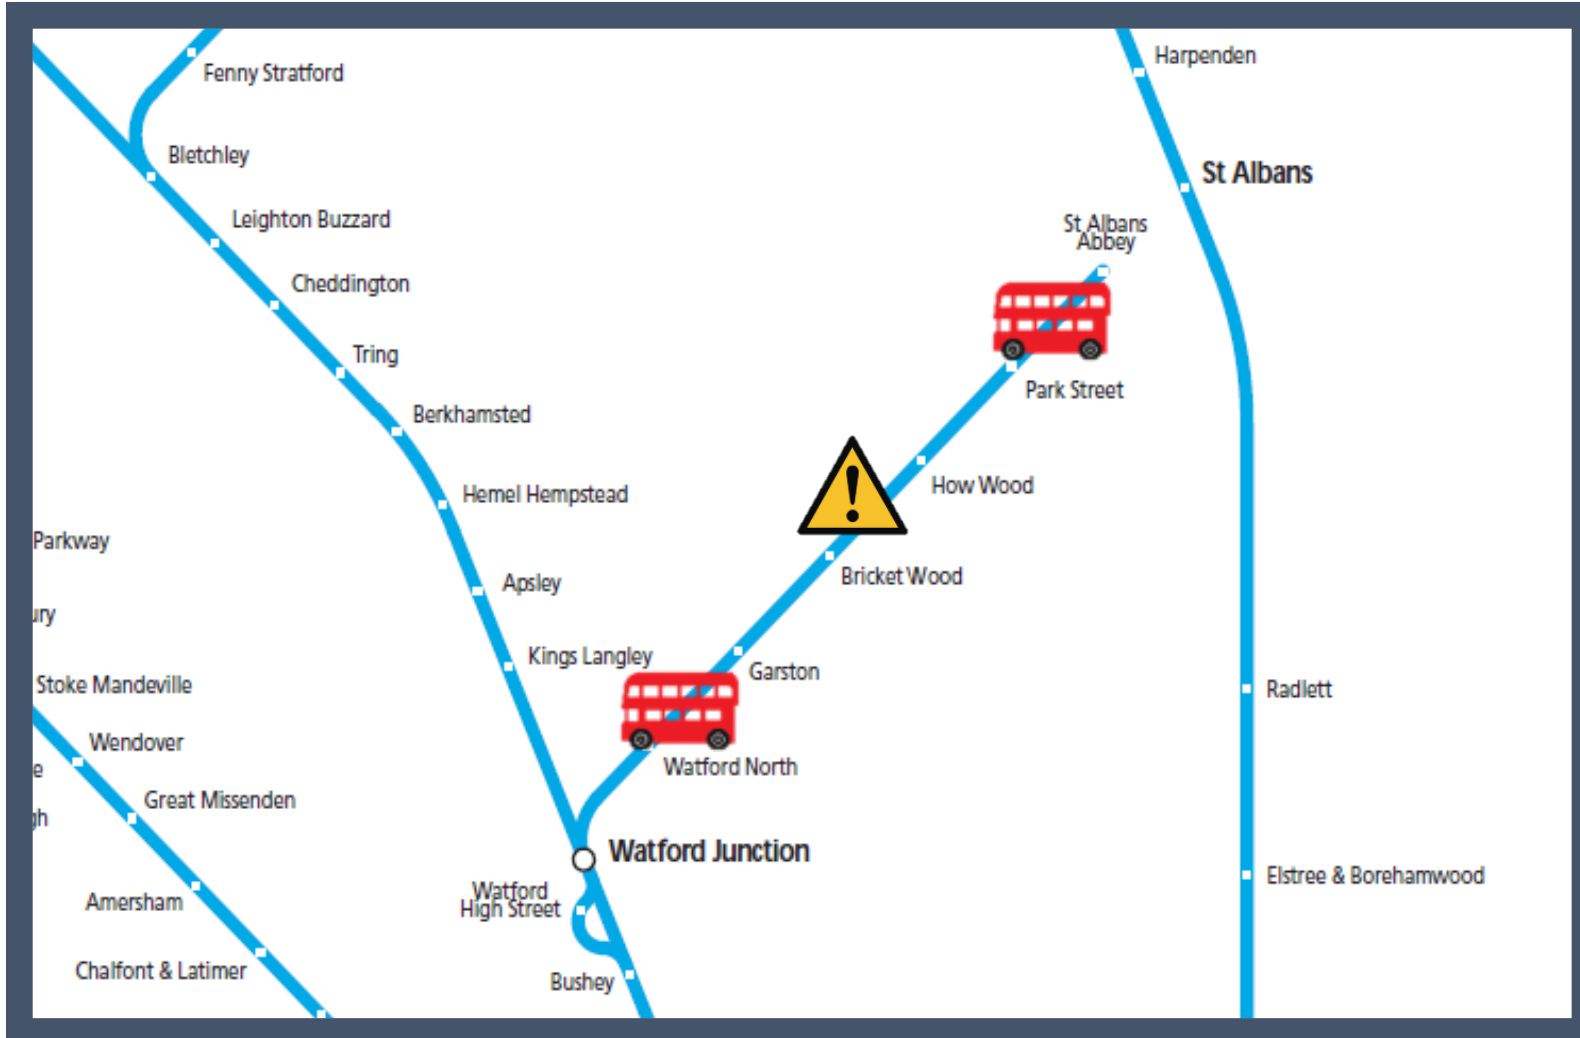 Fenny Stratford
Harpenden
Bletchley
St Albans
Leighton Buzzard
St Albans
Abbey
Cheddington
Tring
Park Street
Berkhamsted
How Wood
Hemel Hempstead
Parkway
Bricket Wood
Apsley
ury
Kings Langley
Garston
Stoke Mandeville
Radlett
Wendover
Watford North
e
Great Missenden
gh
Watford Junction
Elstree & Borehamwood
Watford
High Street
Amersham
Chalfont & Latimer
Bushey